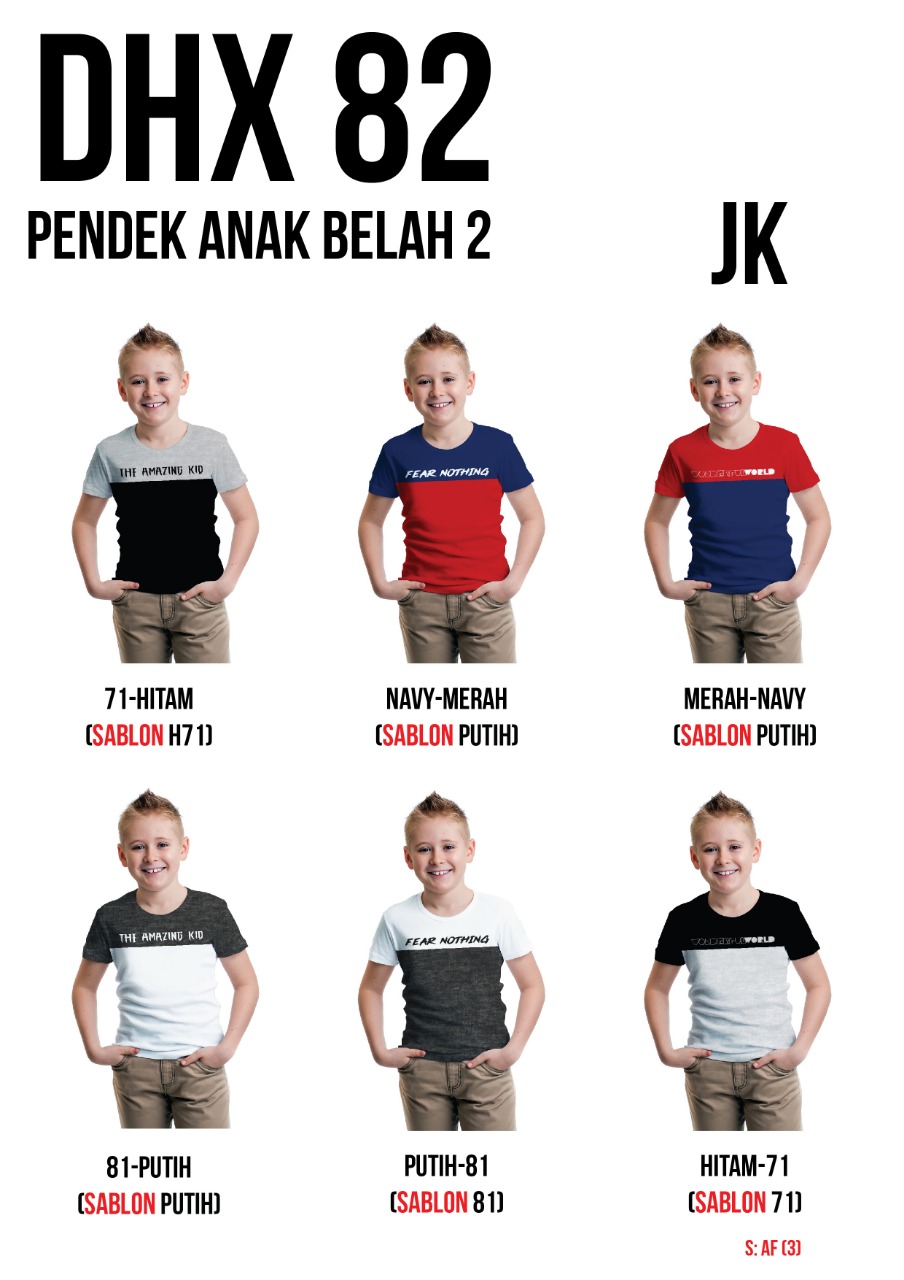 DHX 82
PENDEK ANAK BELAH 2
JK
THE AMAZING KID
FEAR NOTHING
WONDERFULWORLD
71-HITAM
(SABLON H71)
NAVY-MERAH
(SABLON PUTIH)
MERAH-NAVY
(SABLON PUTIH)
THE AMAZING KID
FEAR NOTHING
WONDERFULWORLD
81-PUTIH
(SABLON PUTIH)
PUTIH-81
(SABLON 81)
HITAM-71
(SABLON 71)
S: AF (3)